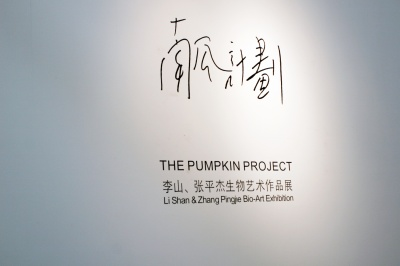 南瓜計劃
THE PUMPKIN PROJECT
李山、张平杰生物艺术作品展
Li Shan & Zhang Pingjie Bio-Art Exhibition